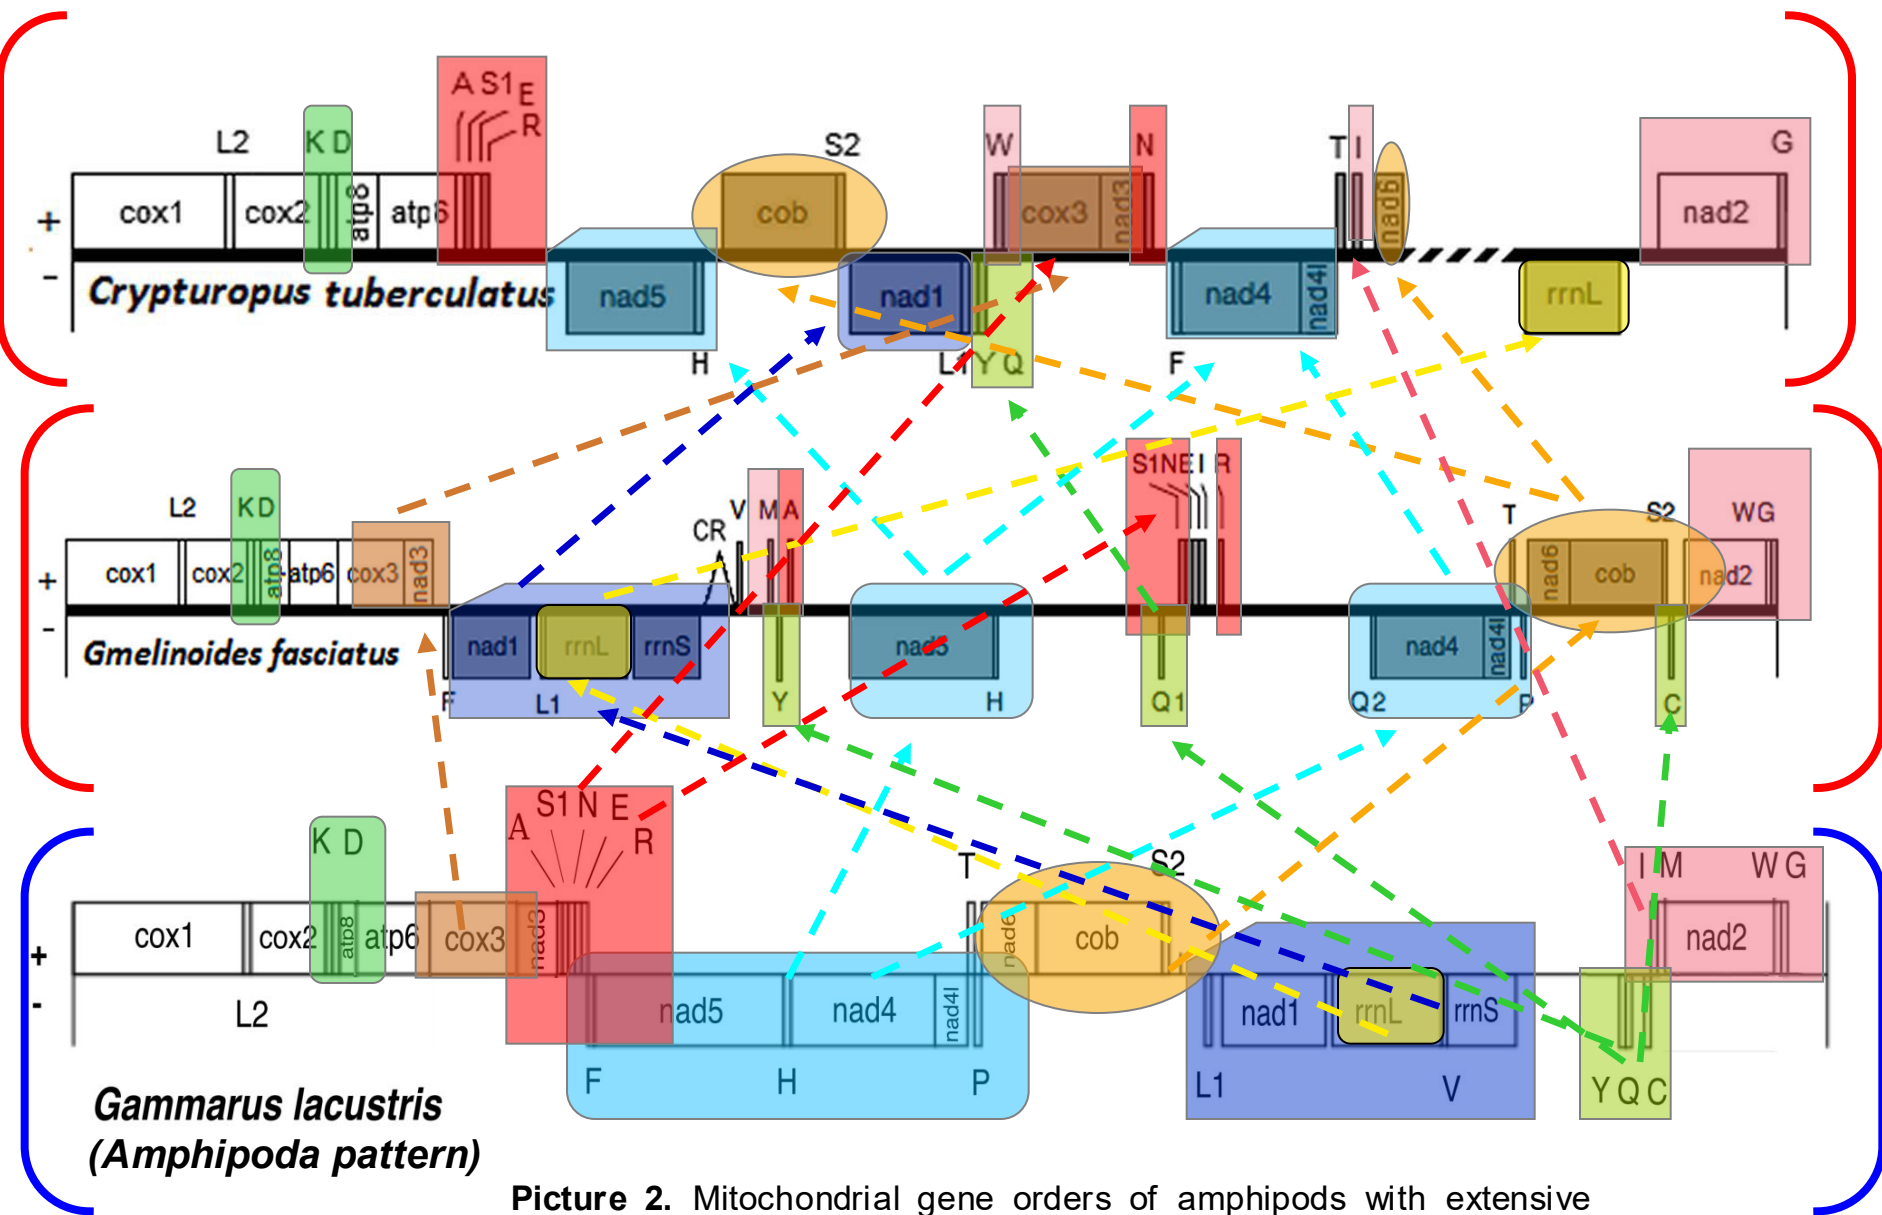 A S1 E
R
L2 K D S2 W N T I G
+ cox1 cox2 atp8 atp6 cob cox3 nad3 nad6 nad2
−
Crypturopus tuberculatus nad5 nad1 nad4 nad4l rrnL
H L1 Y Q F
S1 N E I R
L2 K D CR V M A T S2 W G
+ cox1 cox2 atp8 atp6 cox3 nad3 nad6 cob nad2
−
Gmelinoides fasciatus nad1 rrnL rrnS nad5 nad4 nad4l
F L1 Y H Q1 Q2 P C
A S1 N E R
K D T S2 I M W G
+ cox1 cox2 atp8 atp6 cox3 nad3 nad6 cob nad2
-
L2 nad5 nad4 nad4l nad1 rrnL rrnS
F H P L1 V Y Q C
Gammarus lacustris
(Amphipoda pattern)
Picture 2. Mitochondrial gene orders of amphipods with extensive